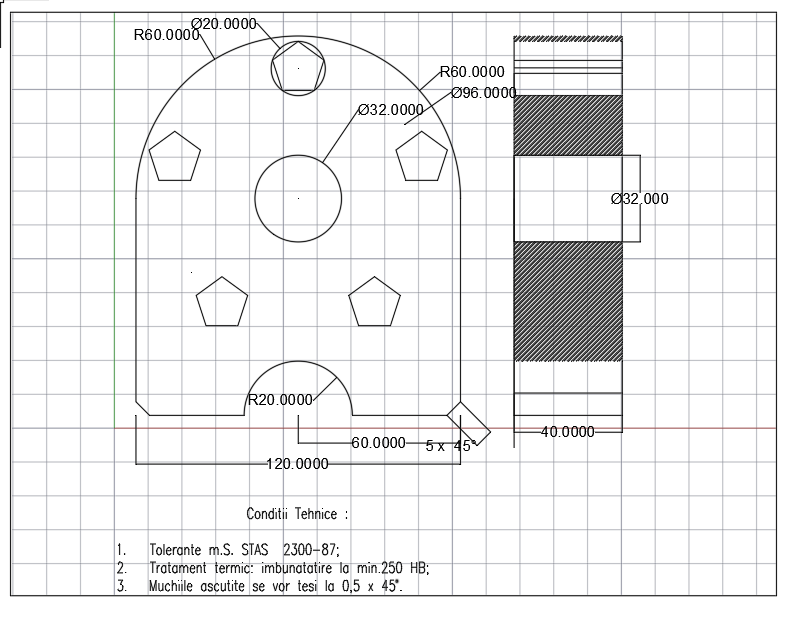 Ø20.0000
R60.0000
R60.0000
Ø96.0000
Ø32.0000
Ø32.000
R20.0000
40.0000
60.0000
5 x 45°
120.0000
Conditii Tehnice :
1. Tolerante m.S. STAS 2300-87;
2. Tratament termic: imbunatatire la min.250 HB;
3. Muchiile ascutite se vor tesi la 0,5 x 45°.